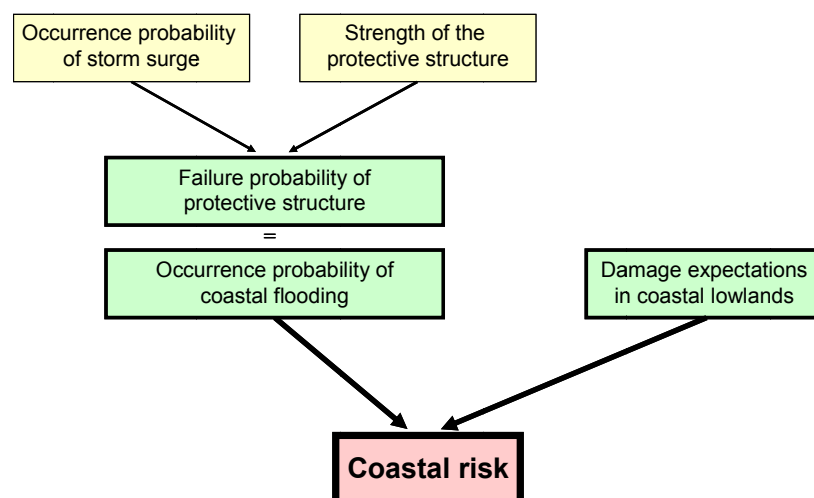 Occurrence probability
of storm surge
Strength of the
protective structure
Failure probability of
protective structure
=
Occurrence probability of
coastal flooding
Damage expectations
in coastal lowlands
Coastal risk